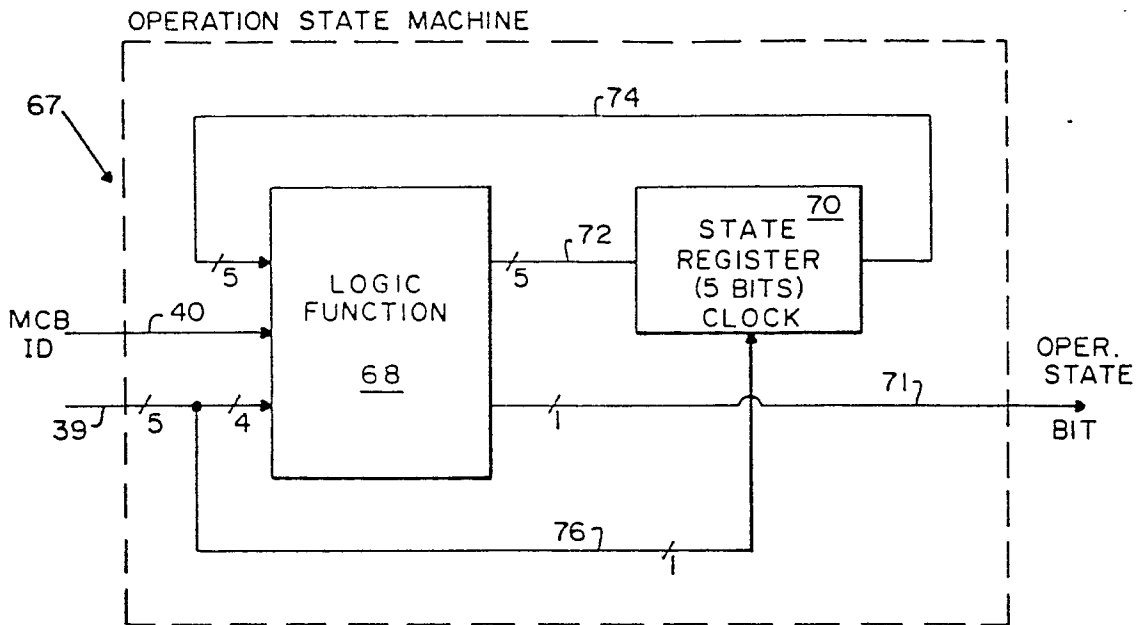 OPERATION STATE MACHINE
67
74
70
STATE
REGISTER
(5 BITS)
CLOCK
72
5
5
LOGIC
FUNCTION
68
MCB
ID
40
39
5
4
1
71
OPER.
STATE
BIT
76
1